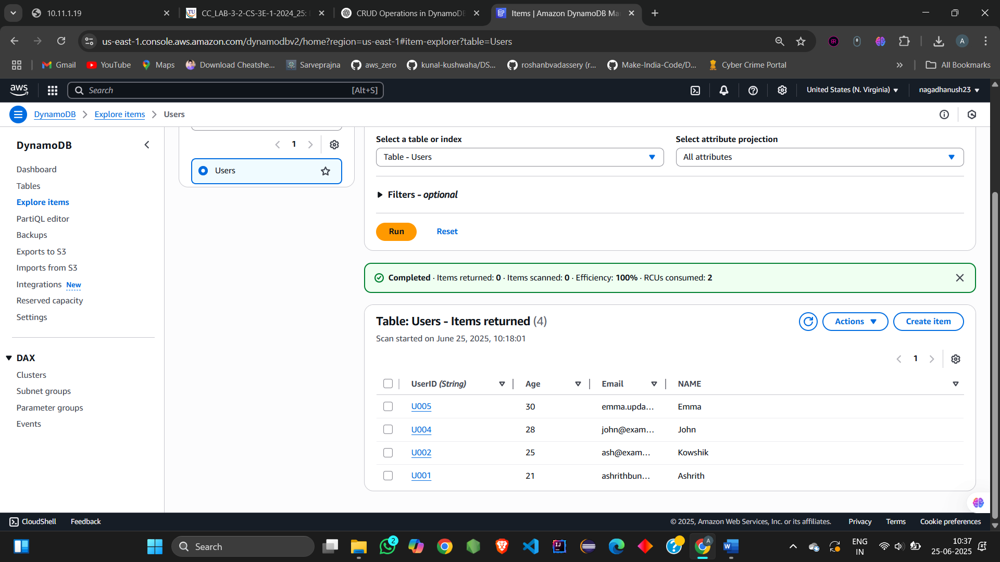 10.11.1.19
CC_LAB-3-2-CS-3E-1-2024_25:
CRUD Operations in DynamoDB
Items | Amazon DynamoDB Ma
us-east-1.console.aws.amazon.com/dynamodbv2/home?region=us-east-1#item-explorer?table=Users
A
Gmail
YouTube
Maps
Download Cheatshe...
Sarveprajna
aws_zero
kunal-kushwaha/DS...
roshanbvadassery (r...
Make-India-Code/D...
Cyber Crime Portal
All Bookmarks
aws
Search
[Alt+S]
United States (N. Virginia)
nagadhanush23
DynamoDB
Explore items
Users
DynamoDB
Dashboard
Tables
Explore items
PartiQL editor
Backups
Exports to S3
Imports from S3
Integrations New
Reserved capacity
Settings
DAX
Clusters
Subnet groups
Parameter groups
Events
1
Users
Select a table or index
Table - Users
Select attribute projection
All attributes
Filters - optional
Run
Reset
Completed · Items returned: 0 · Items scanned: 0 · Efficiency: 100% · RCUs consumed: 2
Table: Users - Items returned (4)
Scan started on June 25, 2025, 10:18:01
Actions
Create item
1
UserID (String) Age Email NAME
U005 30 emma.upda... Emma
U004 28 john@exam... John
U002 25 ash@exam... Kowshik
U001 21 ashrithbun... Ashrith
CloudShell
Feedback
© 2025, Amazon Web Services, Inc. or its affiliates.
Privacy
Terms
Cookie preferences
Search
2
ENG
IN
10:37
25-06-2025